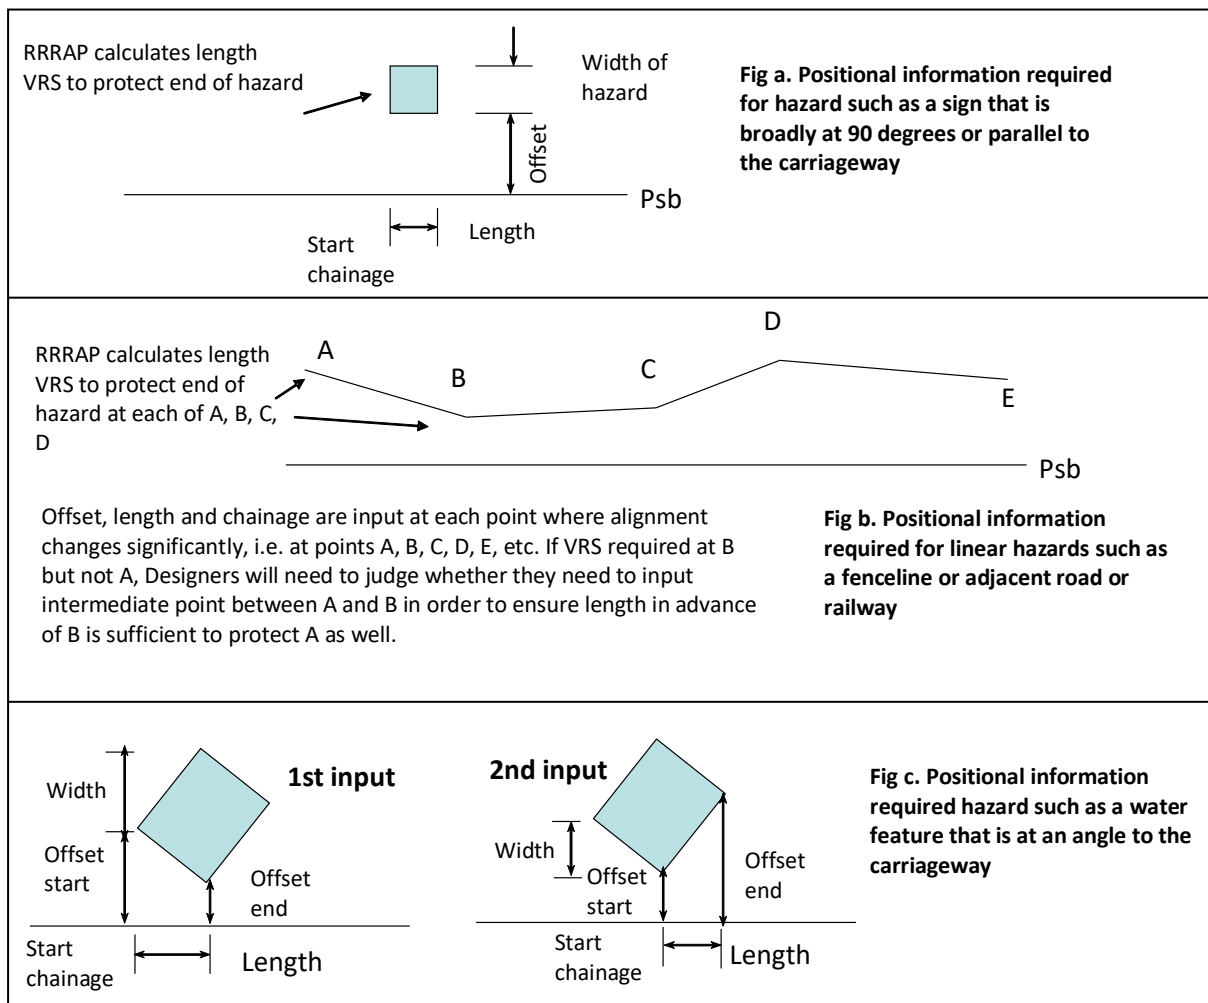 RRRAP calculates length
VRS to protect end of hazard
Width of
hazard
Offset
Psb
Start
chainage
Length
Fig a. Positional information required
for hazard such as a sign that is
broadly at 90 degrees or parallel to
the carriageway
RRRAP calculates length
VRS to protect end of
hazard at each of A, B, C,
D
A
B
C
D
E
Psb
Offset, length and chainage are input at each point where alignment
changes significantly, i.e. at points A, B, C, D, E, etc. If VRS required at B
but not A, Designers will need to judge whether they need to input
intermediate point between A and B in order to ensure length in advance
of B is sufficient to protect A as well.
Fig b. Positional information
required for linear hazards such as
a fenceline or adjacent road or
railway
1st input
Width
Offset
start
Offset
end
Start
chainage
Length
2nd input
Width
Offset
start
Offset
end
Start
chainage
Length
Fig c. Positional information
required hazard such as a water
feature that is at an angle to the
carriageway